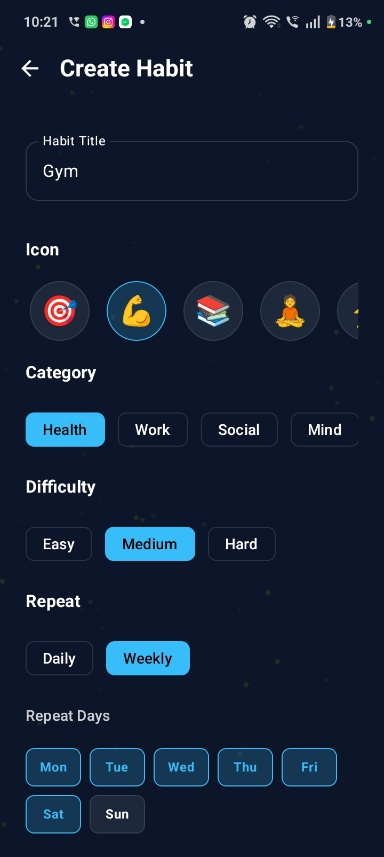 10:21 13%
Create Habit
Habit Title
Gym
Icon
Category
Health Work Social Mind
Difficulty
Easy Medium Hard
Repeat
Daily Weekly
Repeat Days
Mon Tue Wed Thu Fri
Sat Sun